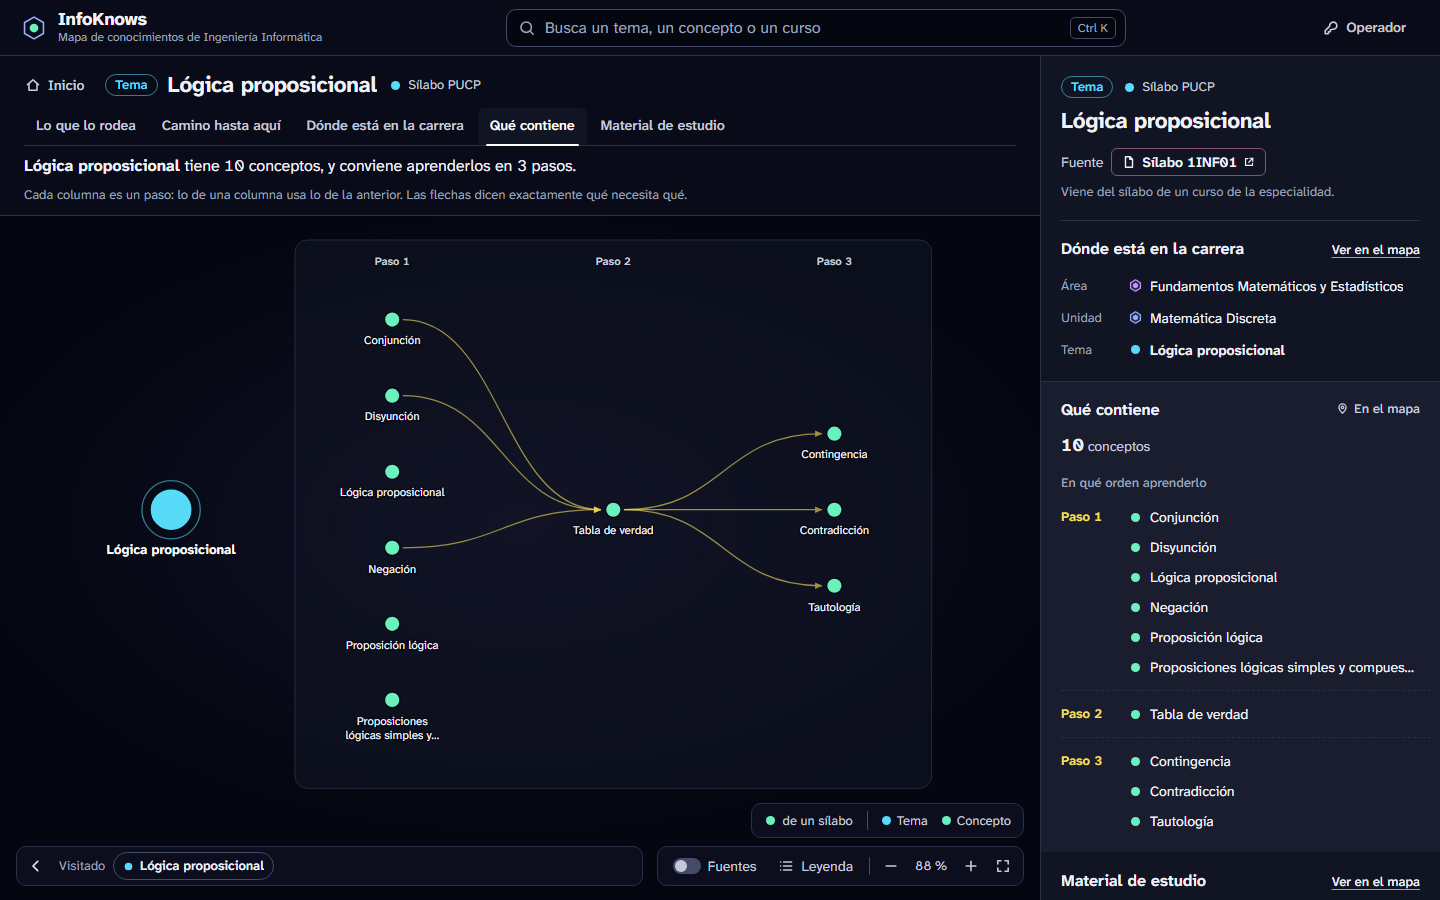 InfoKnows
Mapa de conocimientos de Ingeniería Informática
Busca un tema, un concepto o un curso
Ctrl K
Operador
Inicio
Tema
Lógica proposicional
Sílabo PUCP
Lo que lo rodea
Camino hasta aquí
Dónde está en la carrera
Qué contiene
Material de estudio
Lógica proposicional tiene 10 conceptos, y conviene aprenderlos en 3 pasos.
Cada columna es un paso: lo de una columna usa lo de la anterior. Las flechas dicen exactamente qué necesita qué.
Paso 1
Paso 2
Paso 3
Conjunción
Disyunción
Lógica proposicional
Negación
Proposición lógica
Proposiciones
lógicas simples y...
Tabla de verdad
Contingencia
Contradicción
Tautología
Lógica proposicional
de un sílabo
Tema
Concepto
Visitado
Lógica proposicional
Fuentes
Leyenda
88 %
Tema
Sílabo PUCP
Lógica proposicional
Fuente
Sílabo 1INF01
Viene del sílabo de un curso de la especialidad.
Dónde está en la carrera
Ver en el mapa
Área
Fundamentos Matemáticos y Estadísticos
Unidad
Matemática Discreta
Tema
Lógica proposicional
Qué contiene
En el mapa
10 conceptos
En qué orden aprenderlo
Paso 1
Conjunción
Disyunción
Lógica proposicional
Negación
Proposición lógica
Proposiciones lógicas simples y compues...
Paso 2
Tabla de verdad
Paso 3
Contingencia
Contradicción
Tautología
Material de estudio
Ver en el mapa